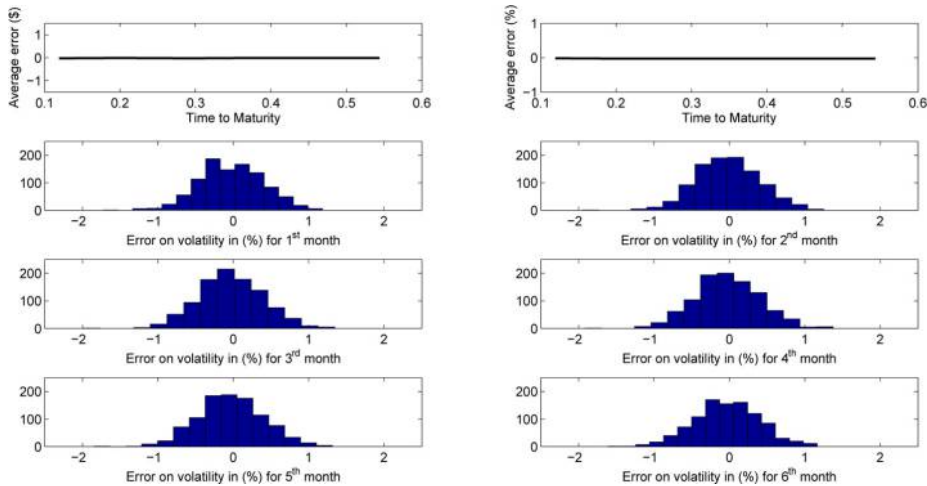 Average error ($)
1
0
−1
0.1 0.2 0.3 0.4 0.5 0.6
Time to Maturity
Average error (%)
1
0
−1
0.1 0.2 0.3 0.4 0.5 0.6
Time to Maturity
200
100
0
−2 −1 0 1 2
Error on volatility in (%) for 1st month
200
100
0
−2 −1 0 1 2
Error on volatility in (%) for 2nd month
200
100
0
−2 −1 0 1 2
Error on volatility in (%) for 3rd month
200
100
0
−2 −1 0 1 2
Error on volatility in (%) for 4th month
200
100
0
−2 −1 0 1 2
Error on volatility in (%) for 5th month
200
100
0
−2 −1 0 1 2
Error on volatility in (%) for 6th month